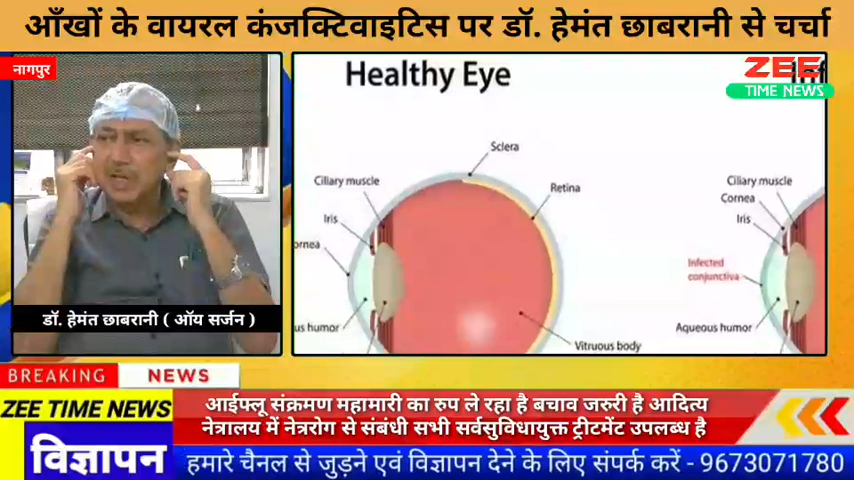 आँखों के वायरल कंजक्टिवाइटिस पर डॉ. हेमंत छाबरानी से चर्चा
नागपुर
Healthy Eye
ZEE
TIME NEWS
Sclera
Ciliary muscle
Retina
Iris
ornea
us humor
Vitruous body
Ciliary muscle
Cornea
Iris
Infected
conjunctiva
Aqueous humor
डॉ. हेमंत छाबरानी ( ऑय सर्जन )
BREAKING NEWS
ZEE TIME NEWS
आईफ्लू संक्रमण महामारी का रुप ले रहा है बचाव जरुरी है आदित्य
नेत्रालय में नेत्ररोग से संबंधी सभी सर्वसुविधायुक्त ट्रीटमेंट उपलब्ध है
विज्ञापन
हमारे चैनल से जुड़ने एवं विज्ञापन देने के लिए संपर्क करें - 9673071780